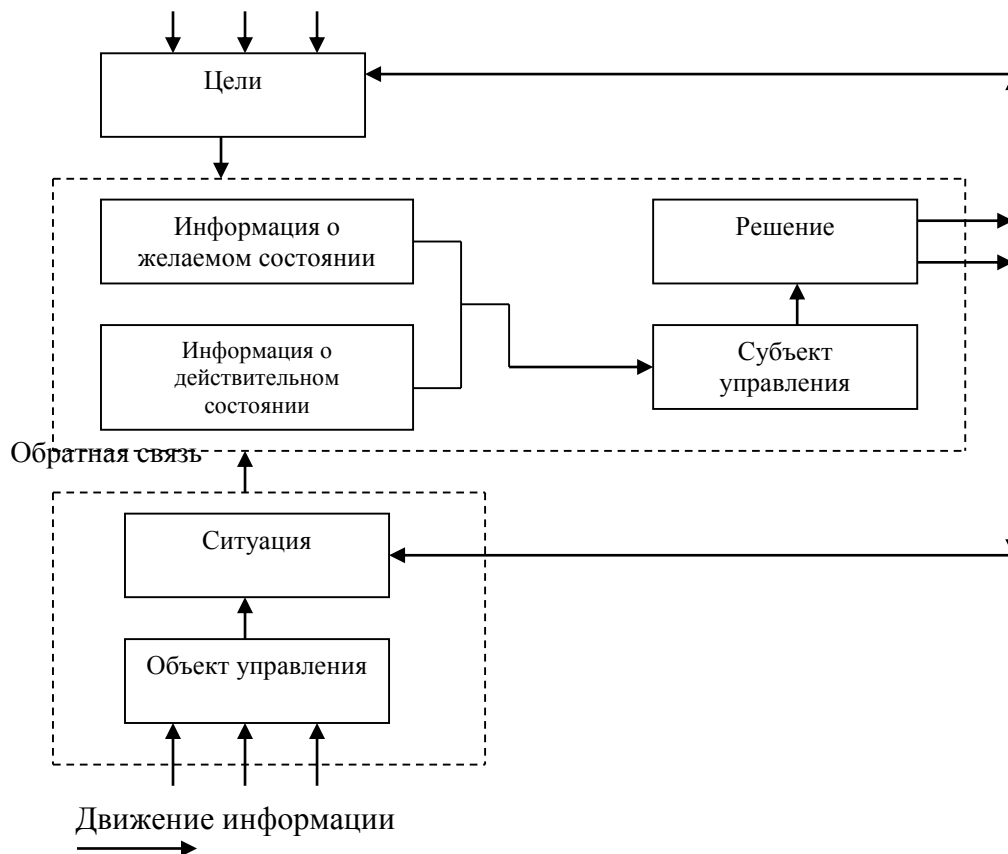 Цели
Информация о
желаемом состоянии
Решение
Информация о
действительном
состоянии
Субъект
управления
Обратная связь
Ситуация
Объект управления
Движение информации